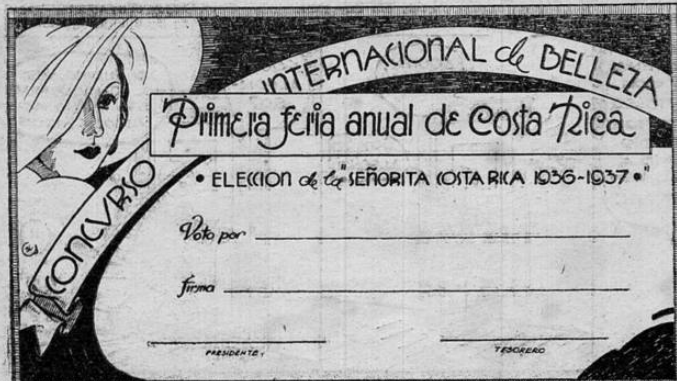 CONCVRSO INTERNACIONAL de BELLEZA
Primera feria anual de Costa Rica
• ELECCION de la "SEÑORITA COSTA RICA 1936-1937•"
Voto por
firma
PRESIDENTE.
TESORERO